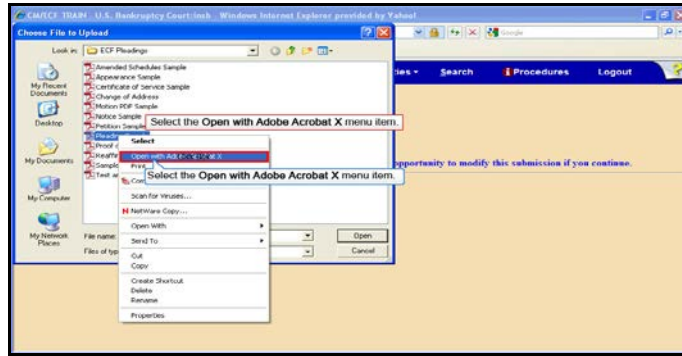 CM/ECF TRAIN - U.S. Bankruptcy Court:insb - Windows Internet Explorer provided by Yahoo!
Choose File to Upload
Look in: ECF Pleadings
Google
Search Procedures Logout
My Recent Documents
Desktop
My Documents
My Computer
My Network Places
Amended Schedules Sample
Appearance Sample
Certificate of Service Sample
Change of Address
Motion PDF Sample
Notice Sample
Petition Sample
Select the Open with Adobe Acrobat X menu item.
Select
Open with Adobe Acrobat X
Print
Select the Open with Adobe Acrobat X menu item.
opportunity to modify this submission if you continue.
Scan for Viruses...
NetWare Copy...
Open With
Send To
Cut
Copy
Create Shortcut
Delete
Rename
Properties
File name:
Open
Files of typ
Cancel